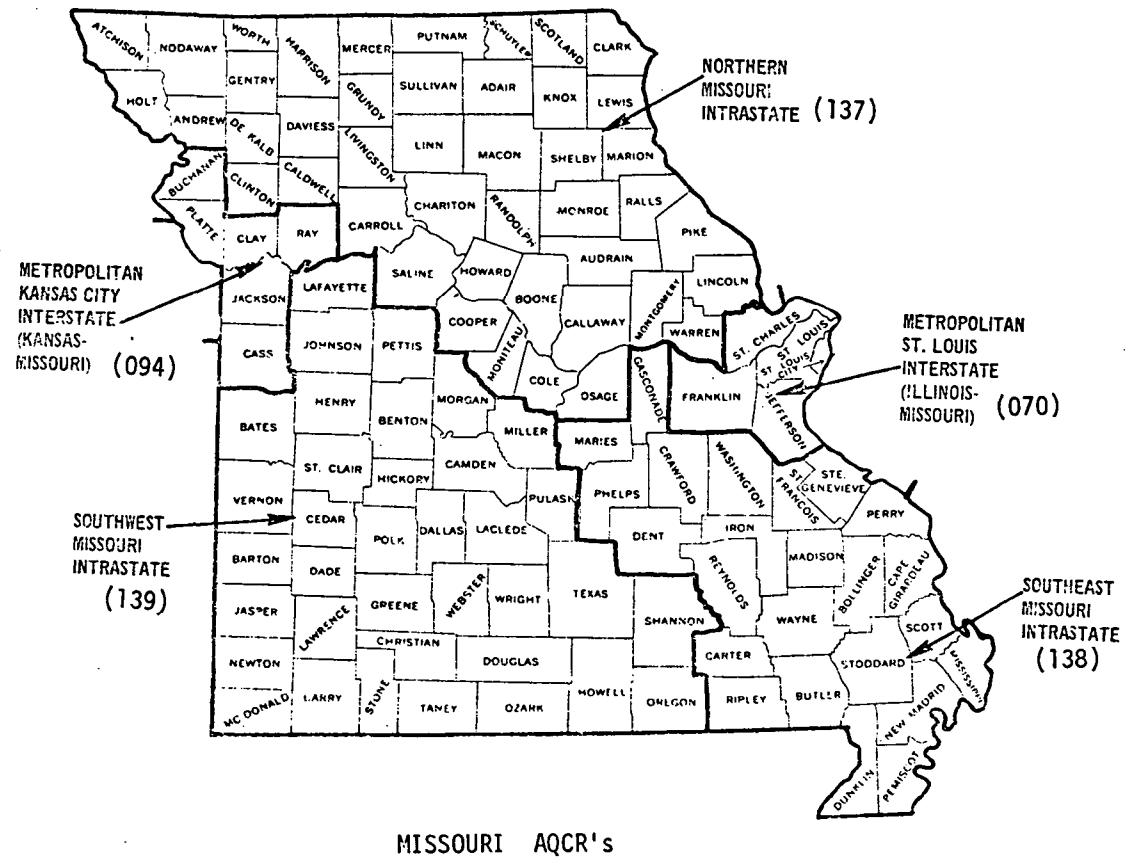 ATCHISON
NODAWAY
WORTH
HARRISON
MERCER
PUTNAM
SCHUYLER
SCOTLAND
CLARK
HOLT
GENTRY
GRUNDY
SULLIVAN
ADAIR
KNOX
LEWIS
NORTHERN
MISSOURI
INTRASTATE (137)
ANDREW
DE KALB
DAVIESS
LIVINGSTON
LINN
MACON
SHELBY
MARION
BUCHANAN
CLINTON
CALDWELL
CHARITON
RANDOLPH
MONROE
RALLS
PLATTE
CLAY
RAY
CARROLL
PIKE
AUDRAIN
METROPOLITAN
KANSAS CITY
INTERSTATE
(KANSAS-
MISSOURI) (094)
JACKSON
LAFAYETTE
SALINE
HOWARD
BOONE
CALLAWAY
MONTGOMERY
LINCOLN
WARREN
COOPER
ST. CHARLES
ST. LOUIS
ST LOUIS
CITY
METROPOLITAN
ST. LOUIS
INTERSTATE
(ILLINOIS-
MISSOURI) (070)
CASS
JOHNSON
PETTIS
MONITEAU
COLE
OSAGE
GASCONADE
FRANKLIN
JEFFERSON
BATES
HENRY
BENTON
MORGAN
MILLER
MARIES
ST. CLAIR
HICKORY
CAMDEN
PULASKI
PHELPS
CRAWFORD
WASHINGTON
ST. FRANCOIS
STE.
GENEVIEVE
PERRY
VERNON
CEDAR
SOUTHWEST
MISSOURI
INTRASTATE
(139)
POLK
DALLAS
LACLEDE
DENT
IRON
MADISON
BOLLINGER
CAPE
GIRARDEAU
BARTON
DADE
REYNOLDS
JASPER
LAWRENCE
GREENE
WEBSTER
WRIGHT
TEXAS
SHANNON
WAYNE
SCOTT
SOUTHEAST
MISSOURI
INTRASTATE
(138)
NEWTON
CHRISTIAN
DOUGLAS
CARTER
STODDARD
MISSISSIPPI
MC DONALD
BARRY
STONE
TANEY
OZARK
HOWELL
OREGON
RIPLEY
BUTLER
NEW MADRID
DUNKLIN
PEMISCOT
MISSOURI AQCR's